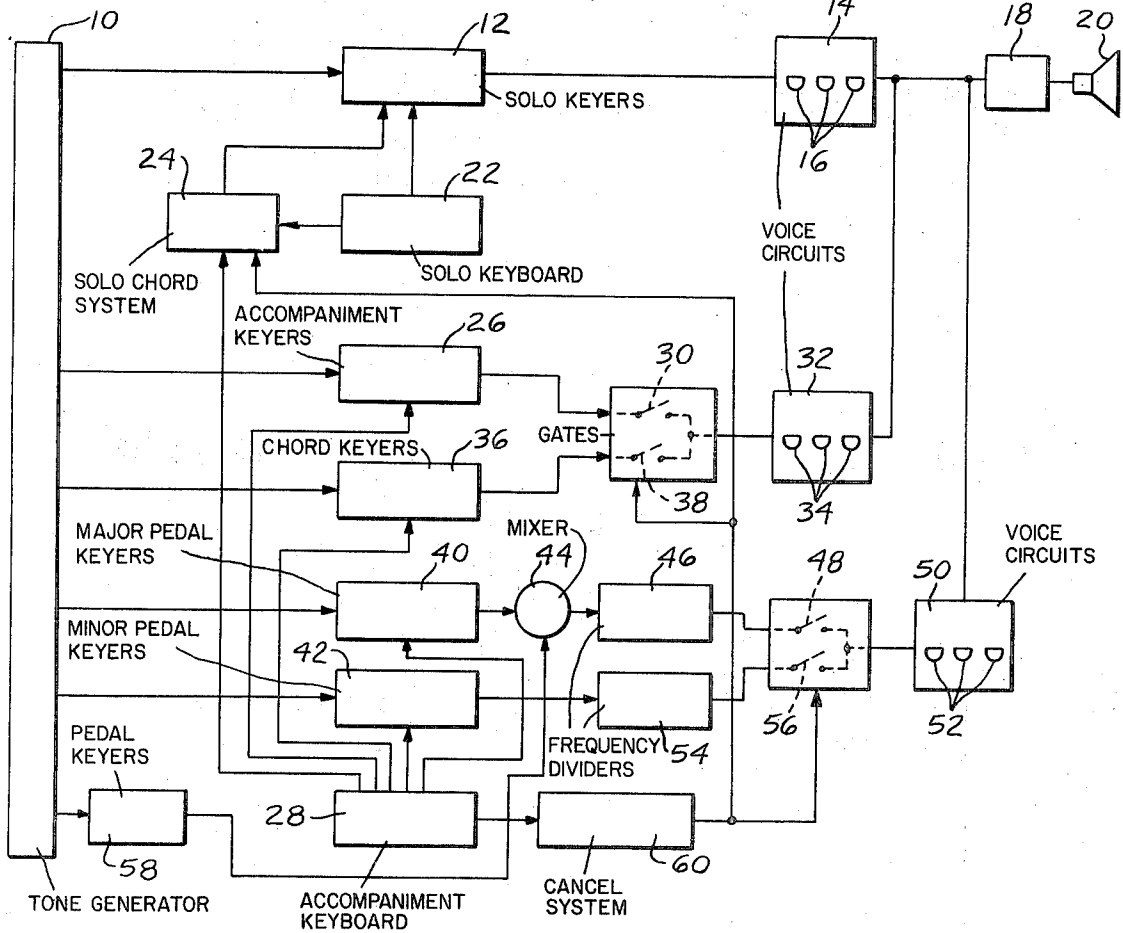 10
12
14
18
20
SOLO KEYERS
16
24
22
VOICE
CIRCUITS
SOLO CHORD
SYSTEM
SOLO KEYBOARD
ACCOMPANIMENT
KEYERS
26
30
32
GATES
CHORD KEYERS
36
38
34
MAJOR PEDAL
KEYERS
MIXER
40
44
46
48
50
VOICE
CIRCUITS
MINOR PEDAL
KEYERS
42
56
52
FREQUENCY
DIVIDERS
54
PEDAL
KEYERS
58
28
60
TONE GENERATOR
ACCOMPANIMENT
KEYBOARD
CANCEL
SYSTEM